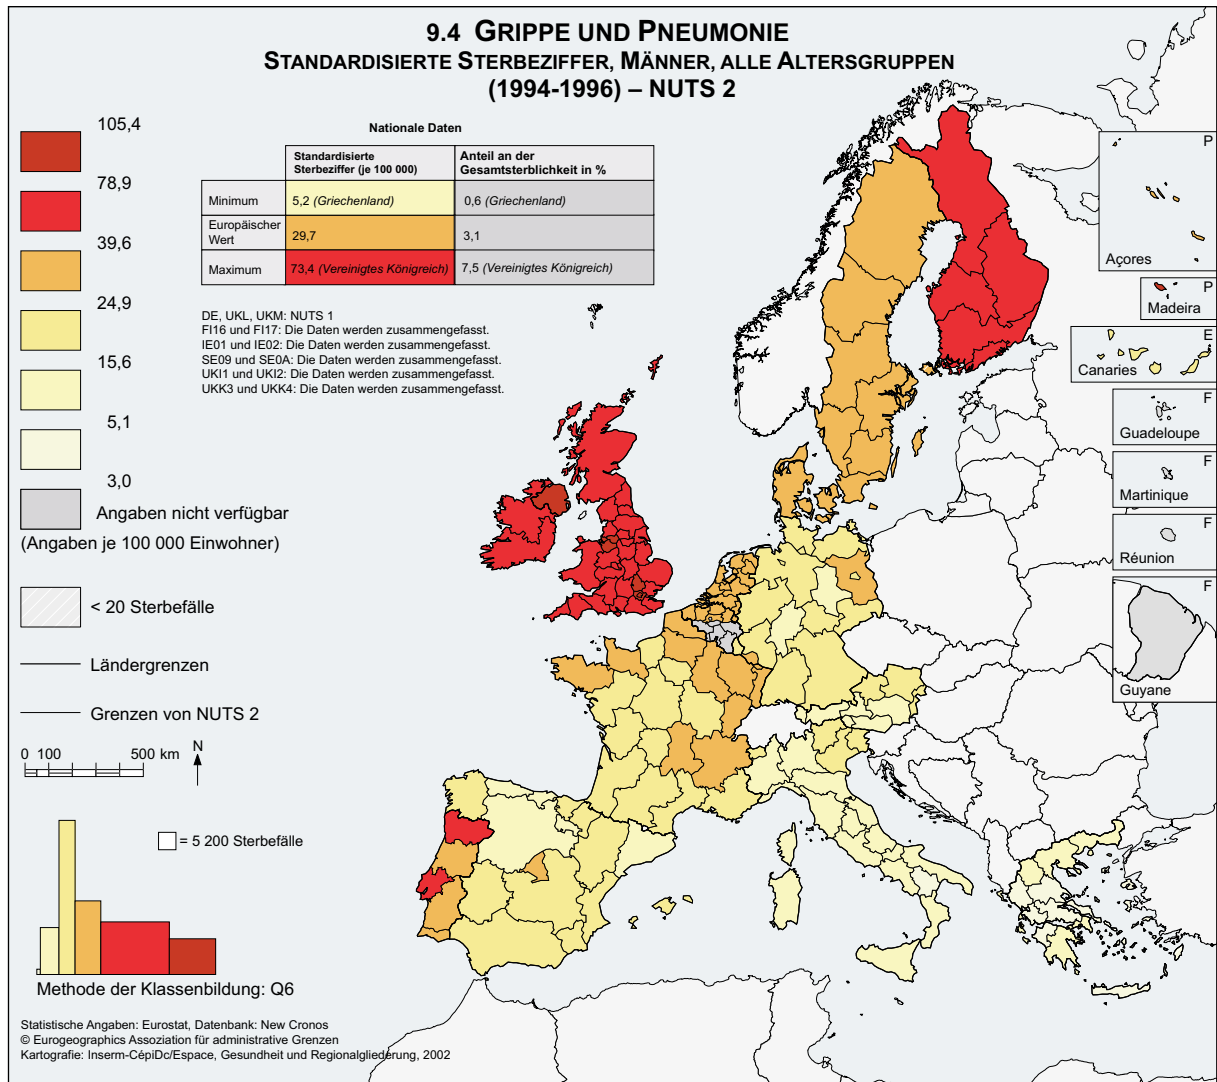 9.4 GRIPPE UND PNEUMONIE
STANDARDISIERTE STERBEZIFFER, MÄNNER, ALLE ALTERSGRUPPEN
(1994-1996) – NUTS 2
105,4
78,9
39,6
24,9
15,6
5,1
3,0
Angaben nicht verfügbar
(Angaben je 100 000 Einwohner)
< 20 Sterbefälle
Ländergrenzen
Grenzen von NUTS 2
0 100 500 km
N
Nationale Daten
Standardisierte Sterbeziffer (je 100 000)
Anteil an der Gesamtsterblichkeit in %
Minimum 5,2 (Griechenland) 0,6 (Griechenland)
Europäischer Wert 29,7 3,1
Maximum 73,4 (Vereinigtes Königreich) 7,5 (Vereinigtes Königreich)
DE, UKL, UKM: NUTS 1
FI16 und FI17: Die Daten werden zusammengefasst.
IE01 und IE02: Die Daten werden zusammengefasst.
SE09 und SE0A: Die Daten werden zusammengefasst.
UKI1 und UKI2: Die Daten werden zusammengefasst.
UKK3 und UKK4: Die Daten werden zusammengefasst.
P
Açores
P
Madeira
E
Canaries
F
Guadeloupe
F
Martinique
F
Réunion
F
Guyane
= 5 200 Sterbefälle
Methode der Klassenbildung: Q6
Statistische Angaben: Eurostat, Datenbank: New Cronos
© Eurogeographics Assoziation für administrative Grenzen
Kartografie: Inserm-CépiDc/Espace, Gesundheit und Regionalgliederung, 2002